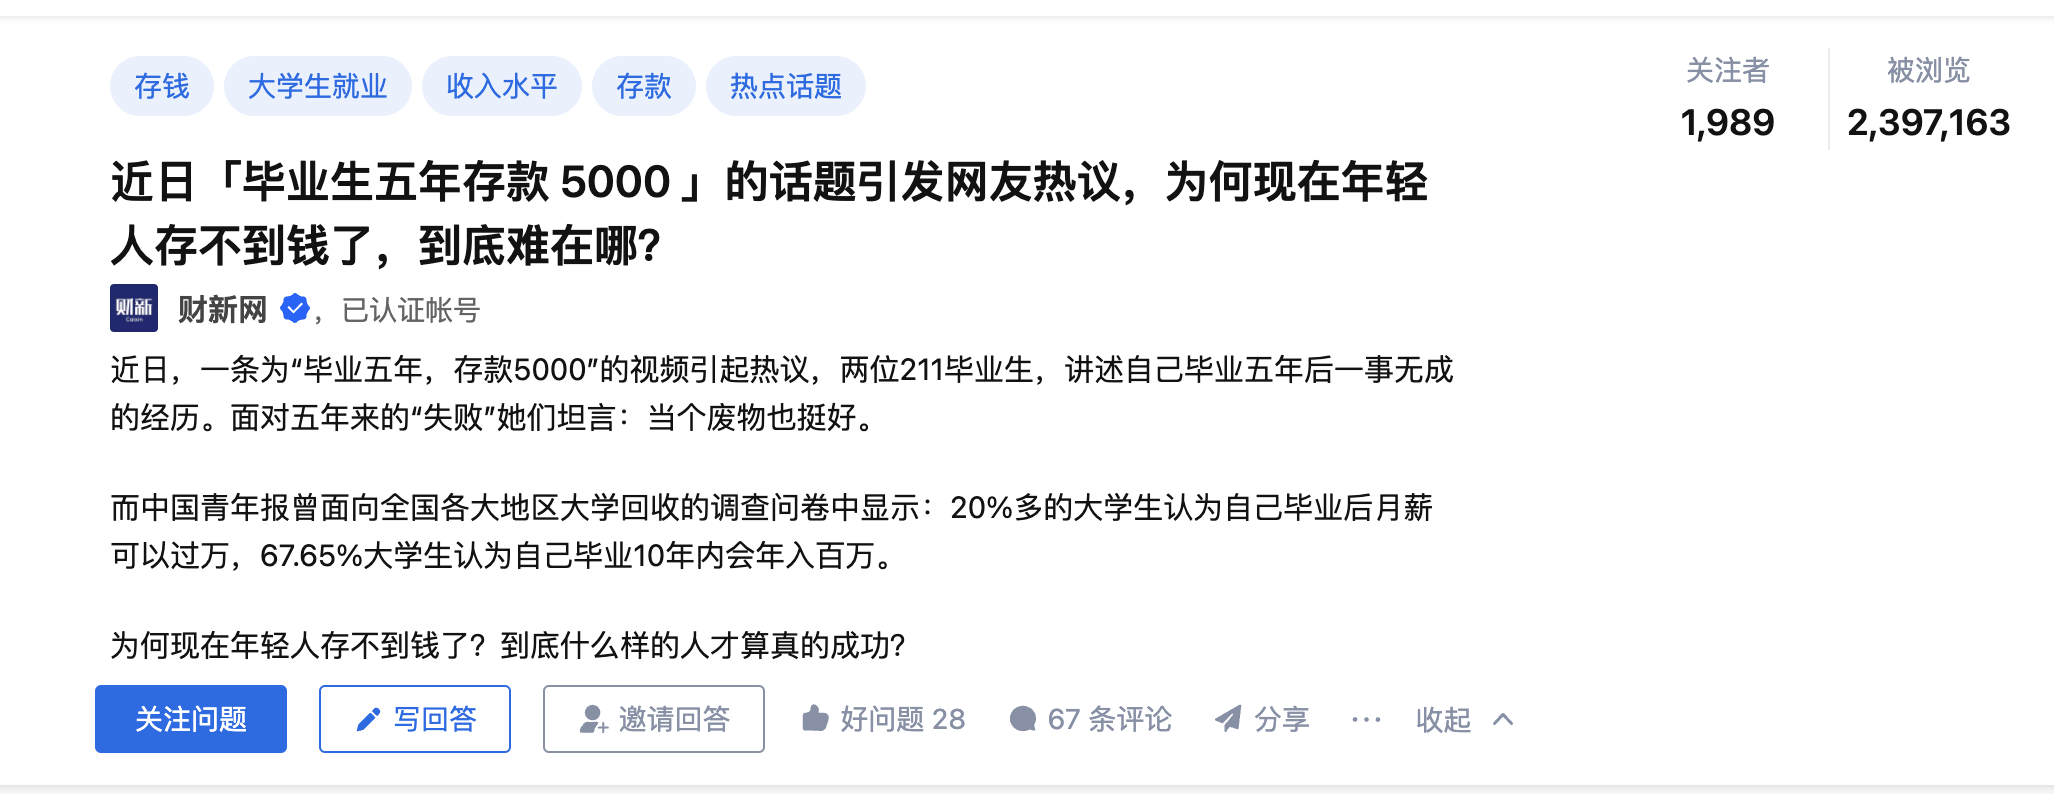 存钱 大学生就业 收入水平 存款 热点话题
关注者 被浏览
1,989 2,397,163
近日「毕业生五年存款 5000 」的话题引发网友热议，为何现在年轻
人存不到钱了，到底难在哪？
财新 Caixin 财新网 ，已认证帐号
近日，一条为“毕业五年，存款5000”的视频引起热议，两位211毕业生，讲述自己毕业五年后一事无成
的经历。面对五年来的“失败”她们坦言：当个废物也挺好。
而中国青年报曾面向全国各大地区大学回收的调查问卷中显示：20%多的大学生认为自己毕业后月薪
可以过万，67.65%大学生认为自己毕业10年内会年入百万。
为何现在年轻人存不到钱了？到底什么样的人才算真的成功？
关注问题 写回答 邀请回答 好问题 28 67 条评论 分享 ··· 收起